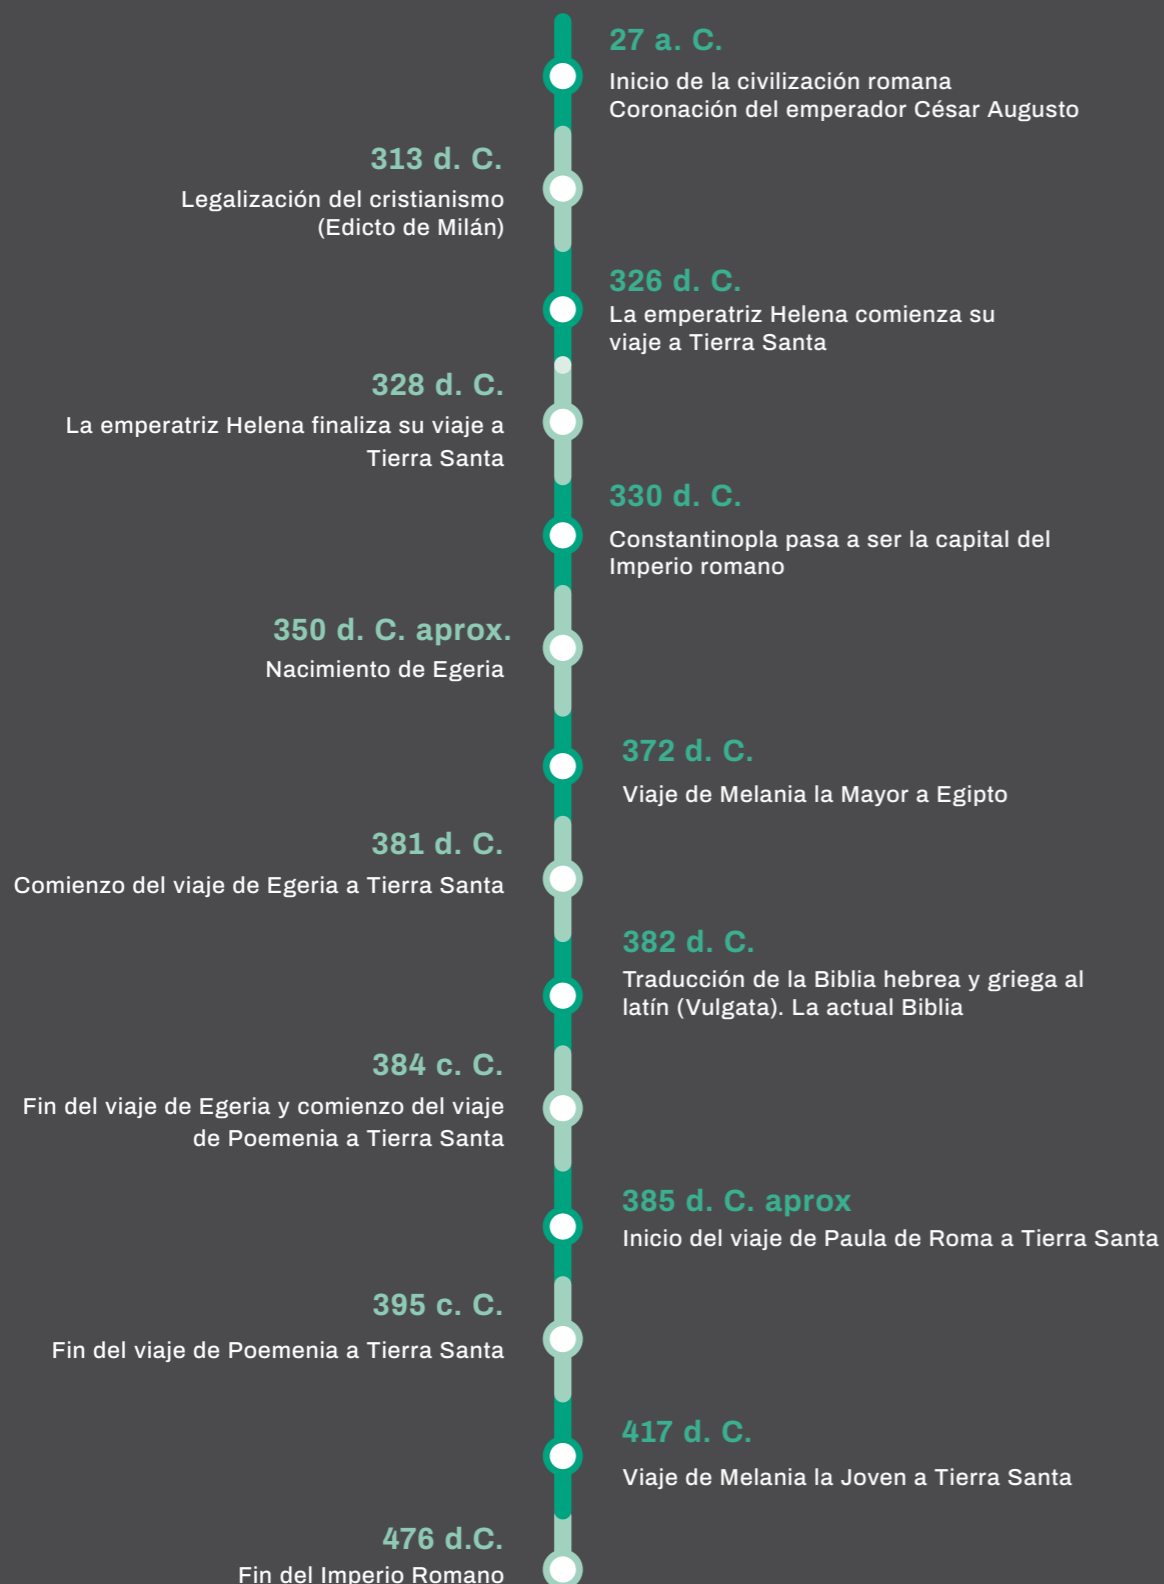 27 a. C.
Inicio de la civilización romana
Coronación del emperador César Augusto
313 d. C.
Legalización del cristianismo
(Edicto de Milán)
326 d. C.
La emperatriz Helena comienza su
viaje a Tierra Santa
328 d. C.
La emperatriz Helena finaliza su viaje a
Tierra Santa
330 d. C.
Constantinopla pasa a ser la capital del
Imperio romano
350 d. C. aprox.
Nacimiento de Egeria
372 d. C.
Viaje de Melania la Mayor a Egipto
381 d. C.
Comienzo del viaje de Egeria a Tierra Santa
382 d. C.
Traducción de la Biblia hebrea y griega al
latín (Vulgata). La actual Biblia
384 c. C.
Fin del viaje de Egeria y comienzo del viaje
de Poemenia a Tierra Santa
385 d. C. aprox
Inicio del viaje de Paula de Roma a Tierra Santa
395 c. C.
Fin del viaje de Poemenia a Tierra Santa
417 d. C.
Viaje de Melania la Joven a Tierra Santa
476 d.C.
Fin del Imperio Romano